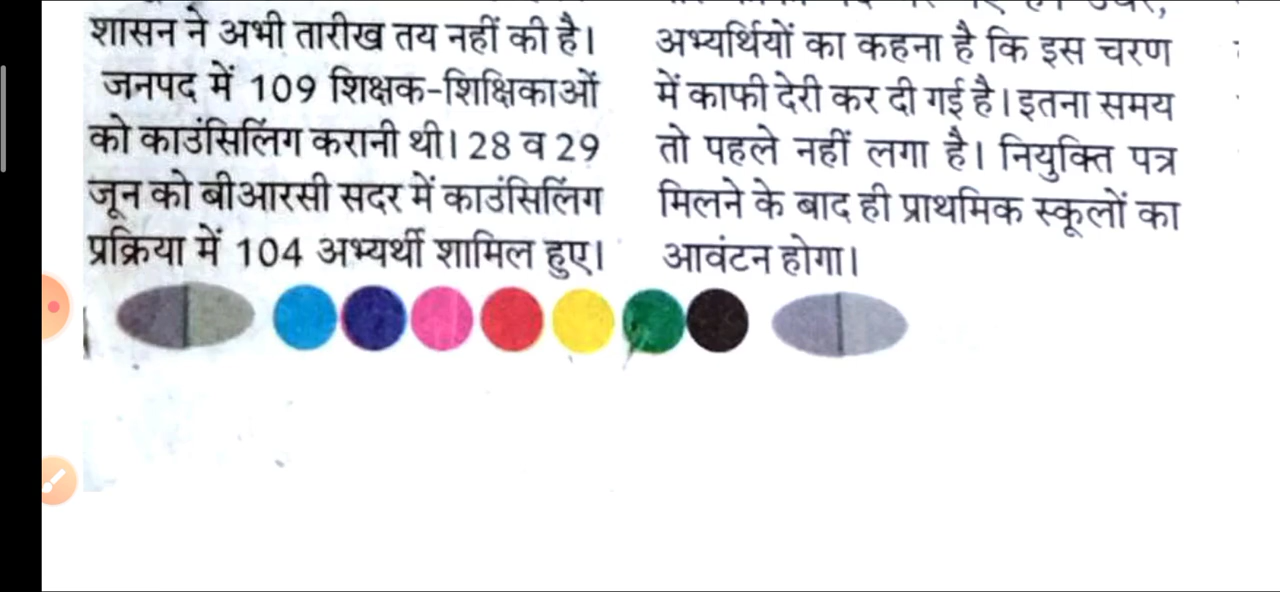 शासन ने अभी तारीख तय नहीं की है।
जनपद में 109 शिक्षक-शिक्षिकाओं
को काउंसिलिंग करानी थी। 28 व 29
जून को बीआरसी सदर में काउंसिलिंग
प्रक्रिया में 104 अभ्यर्थी शामिल हुए।
अभ्यर्थियों का कहना है कि इस चरण
में काफी देरी कर दी गई है। इतना समय
तो पहले नहीं लगा है। नियुक्ति पत्र
मिलने के बाद ही प्राथमिक स्कूलों का
आवंटन होगा।